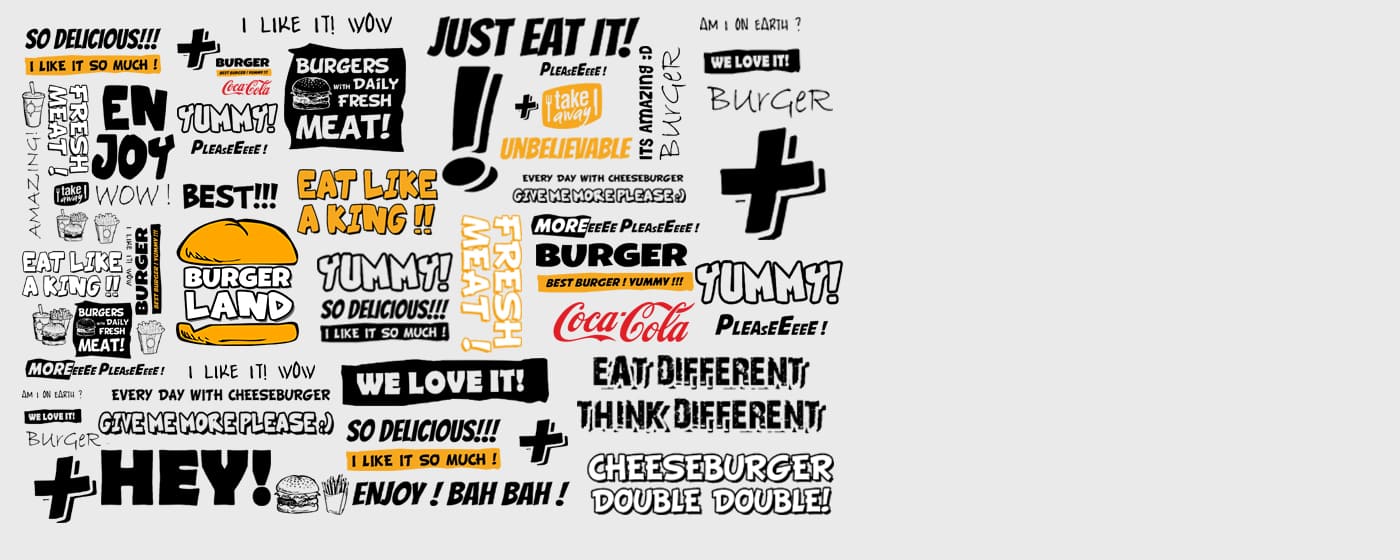 SO DELICIOUS!!!
I LIKE IT SO MUCH !
I LIKE IT! WOW
BURGER
BEST BURGER ! YUMMY !!!
Coca-Cola
BURGERS
WITH DAILY
FRESH
MEAT!
JUST EAT IT!
!
PLEASEEEEE !
take
away
UNBELIEVABLE
ITS AMAZING :D
BURGER
AM I ON EARTH ?
WE LOVE IT!
BURGER
FRESH
MEAT !
AMAZING!
EN
JOY
YUMMY!
PLEASEEEEE !
take
away
WOW !
BEST!!!
EAT LIKE
A KING !!
EVERY DAY WITH CHEESEBURGER
GIVE ME MORE PLEASE :)
MOREEEEE PLEASEEEEE !
BURGER
BEST BURGER ! YUMMY !!!
Coca-Cola
YUMMY!
PLEASEEEEE !
EAT LIKE
A KING !!
I LIKE IT! WOW
BURGER
BEST BURGER ! YUMMY !!!
BURGER
LAND
YUMMY!
SO DELICIOUS!!!
I LIKE IT SO MUCH !
FRESH
MEAT !
BURGERS
WITH DAILY
FRESH
MEAT!
MOREEEEE PLEASEEEEE !
I LIKE IT! WOW
AM I ON EARTH ?
EVERY DAY WITH CHEESEBURGER
WE LOVE IT!
GIVE ME MORE PLEASE :)
BURGER
HEY!
WE LOVE IT!
SO DELICIOUS!!!
I LIKE IT SO MUCH !
ENJOY ! BAH BAH !
EAT DIFFERENT
THINK DIFFERENT
CHEESEBURGER
DOUBLE DOUBLE!